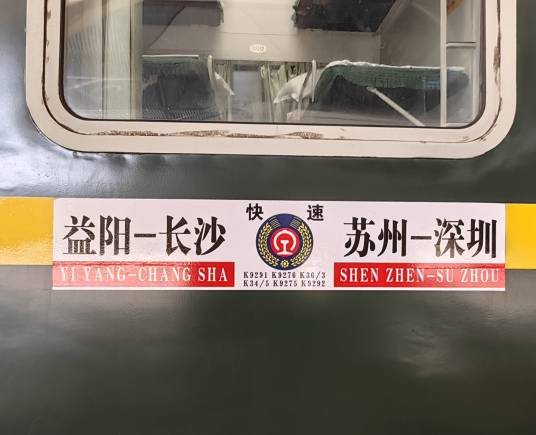 快 速
益阳-长沙
苏州-深圳
YI YANG-CHANG SHA
K9291 K9276 K36/3
K34/5 K9275 K9292
SHEN ZHEN-SU ZHOU